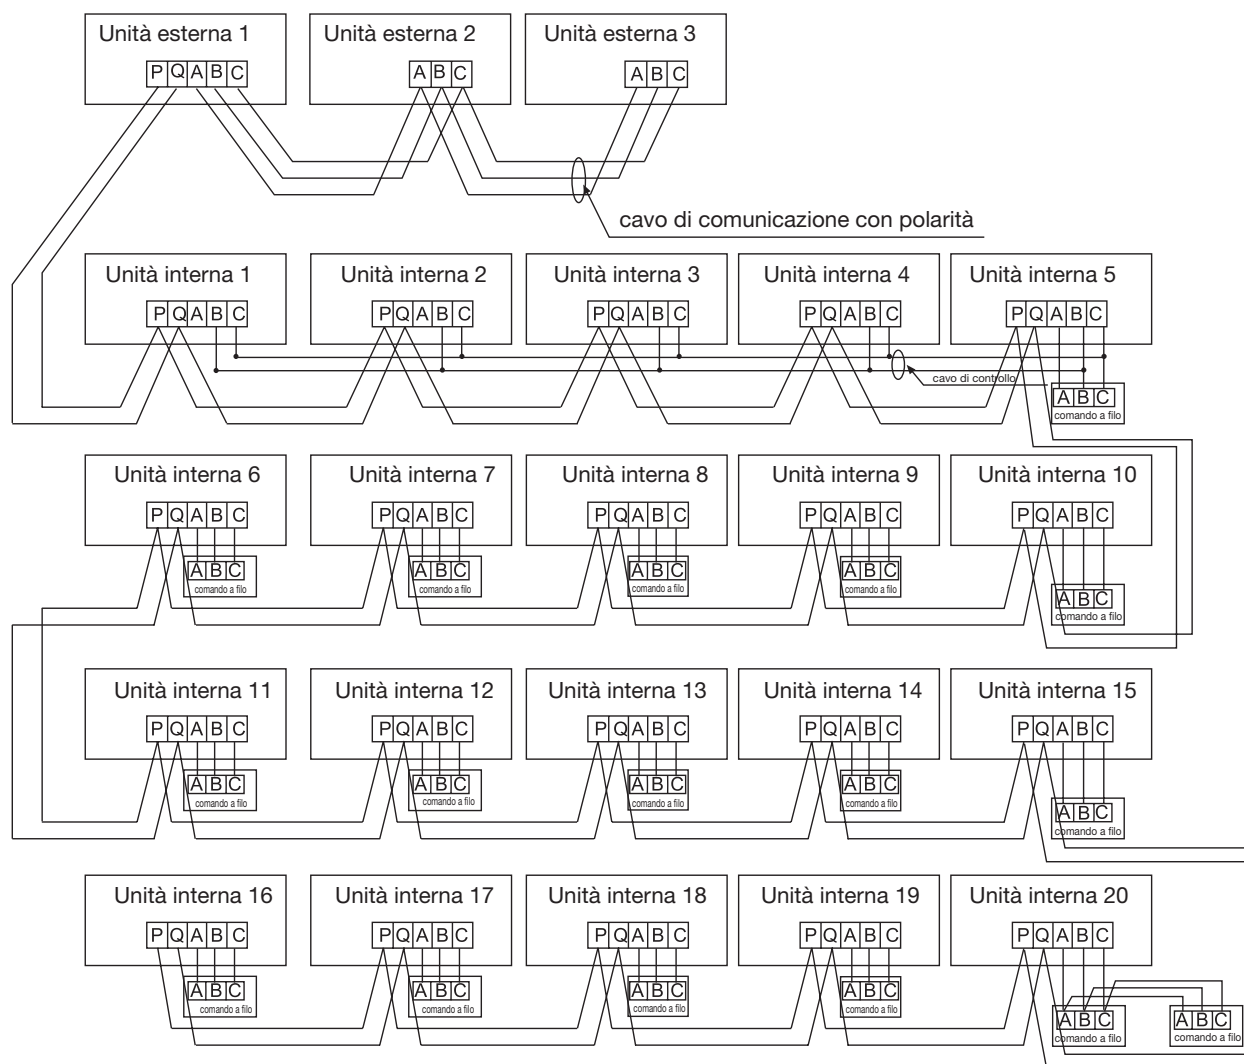 Unità esterna 1 Unità esterna 2 Unità esterna 3
P Q A B C A B C A B C
cavo di comunicazione con polarità
Unità interna 1 Unità interna 2 Unità interna 3 Unità interna 4 Unità interna 5
P Q A B C P Q A B C P Q A B C P Q A B C P Q A B C
cavo di controllo
A B C
comando a filo
Unità interna 6 Unità interna 7 Unità interna 8 Unità interna 9 Unità interna 10
P Q A B C P Q A B C P Q A B C P Q A B C P Q A B C
A B C A B C A B C A B C
comando a filo comando a filo comando a filo comando a filo
A B C
comando a filo
Unità interna 11 Unità interna 12 Unità interna 13 Unità interna 14 Unità interna 15
P Q A B C P Q A B C P Q A B C P Q A B C P Q A B C
A B C A B C A B C A B C
comando a filo comando a filo comando a filo comando a filo
A B C
comando a filo
Unità interna 16 Unità interna 17 Unità interna 18 Unità interna 19 Unità interna 20
P Q A B C P Q A B C P Q A B C P Q A B C P Q A B C
A B C A B C A B C A B C
comando a filo comando a filo comando a filo comando a filo
A B C A B C
comando a filo comando a filo